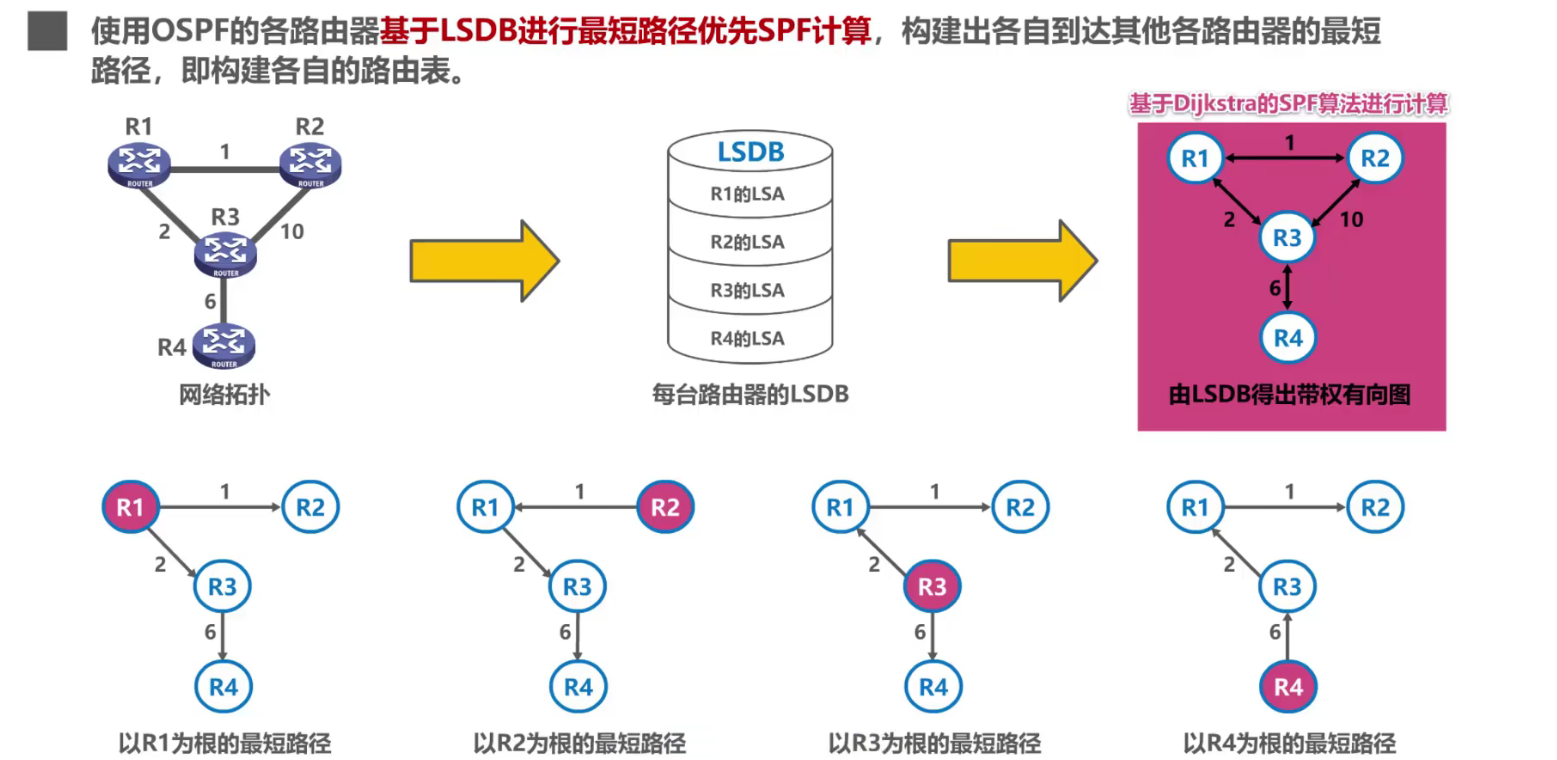 使用OSPF的各路由器基于LSDB进行最短路径优先SPF计算，构建出各自到达其他各路由器的最短
路径，即构建各自的路由表。
基于Dijkstra的SPF算法进行计算
R1
R2
1
ROUTER
ROUTER
R3
2
10
ROUTER
6
R4
ROUTER
网络拓扑
LSDB
R1的LSA
R2的LSA
R3的LSA
R4的LSA
每台路由器的LSDB
R1
1
R2
2
10
R3
6
R4
由LSDB得出带权有向图
R1
1
R2
2
R3
6
R4
以R1为根的最短路径
R1
1
R2
2
R3
6
R4
以R2为根的最短路径
R1
1
R2
2
R3
6
R4
以R3为根的最短路径
R1
1
R2
2
R3
6
R4
以R4为根的最短路径